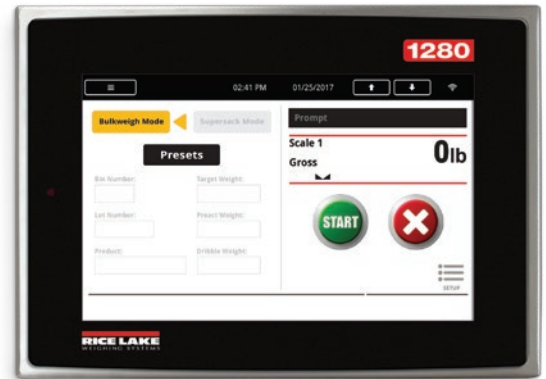 1280
02:41 PM 01/25/2017
Bulkweigh Mode Supersack Mode
Presets
Bin Number: Target Weight:
Lot Number: Preact Weight:
Product: Dribble Weight:
Prompt
Scale 1
Gross
0lb
START
SETUP
RICE LAKE
WEIGHING SYSTEMS